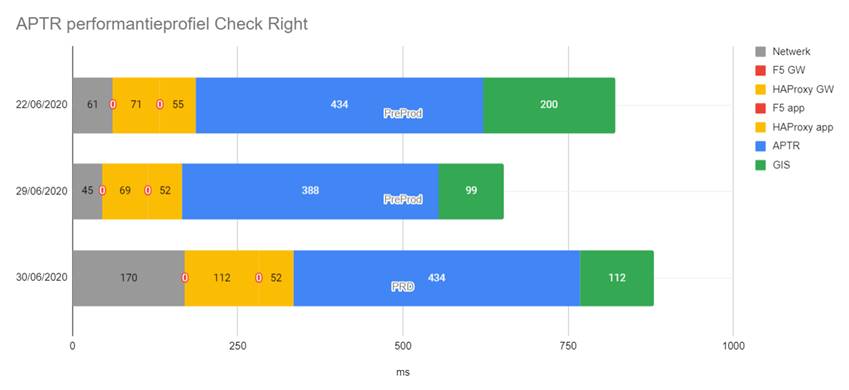 APTR performantieprofiel Check Right
Netwerk
F5 GW
HAProxy GW
F5 app
HAProxy app
APTR
GIS
22/06/2020
61 0 71 0 55 434 PreProd 200
29/06/2020
45 0 69 0 52 388 PreProd 99
30/06/2020
170 0 112 0 52 PRD 434 112
0 250 500 750 1000
ms